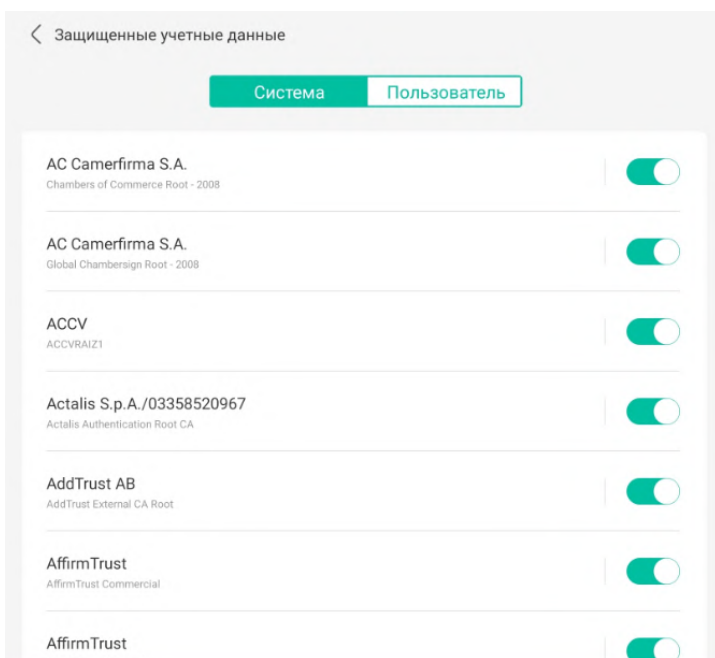 Защищенные учетные данные
Система Пользователь
AC Camerfirma S.A.
Chambers of Commerce Root - 2008
AC Camerfirma S.A.
Global Chambersign Root - 2008
ACCV
ACCVRAIZ1
Actalis S.p.A./03358520967
Actalis Authentication Root CA
AddTrust AB
AddTrust External CA Root
AffirmTrust
AffirmTrust Commercial
AffirmTrust